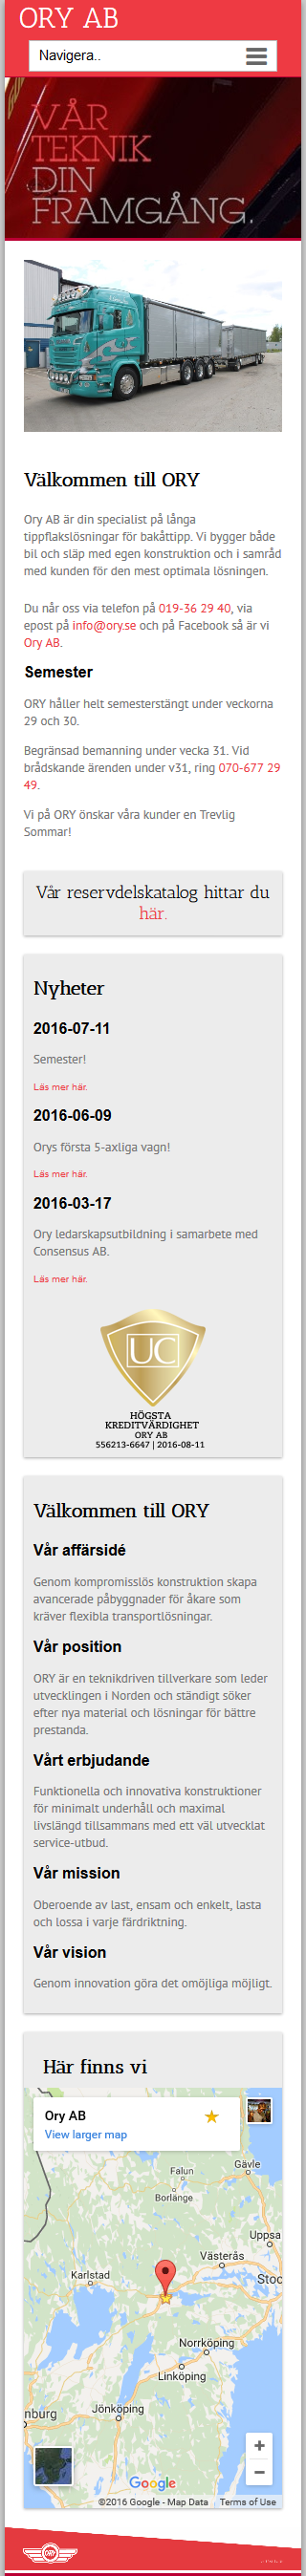 ORY AB
Navigera..
VÅR
TEKNIK
DIN
FRAMGÅNG.
Välkommen till ORY
Ory AB är din specialist på långa
tippflakslösningar för bakåttipp. Vi bygger både
bil och släp med egen konstruktion och i samråd
med kunden för den mest optimala lösningen.
Du når oss via telefon på 019-36 29 40, via
epost på info@ory.se och på Facebook så är vi
Ory AB.
Semester
ORY håller helt semesterstängt under veckorna
29 och 30.
Begränsad bemanning under vecka 31. Vid
brådskande ärenden under v31, ring 070-677 29
49.
Vi på ORY önskar våra kunder en Trevlig
Sommar!
Vår reservdelskatalog hittar du
här.
Nyheter
2016-07-11
Semester!
Läs mer här.
2016-06-09
Orys första 5-axliga vagn!
Läs mer här.
2016-03-17
Ory ledarskapsutbildning i samarbete med
Consensus AB.
Läs mer här.
UC
HÖGSTA
KREDITVÄRDIGHET
ORY AB
556213-6647 | 2016-08-11
Välkommen till ORY
Vår affärsidé
Genom kompromisslös konstruktion skapa
avancerade påbyggnader för åkare som
kräver flexibla transportlösningar.
Vår position
ORY är en teknikdriven tillverkare som leder
utvecklingen i Norden och ständigt söker
efter nya material och lösningar för bättre
prestanda.
Vårt erbjudande
Funktionella och innovativa konstruktioner
för minimalt underhåll och maximal
livslängd tillsammans med ett väl utvecklat
service-utbud.
Vår mission
Oberoende av last, ensam och enkelt, lasta
och lossa i varje färdriktning.
Vår vision
Genom innovation göra det omöjliga möjligt.
Här finns vi
Ory AB
View larger map
Gävle
Falun
Borlänge
Uppsa
Västerås
Karlstad
Stoc
Norrköping
Linköping
Jönköping
nburg
+
−
Google
©2016 Google - Map Data Terms of Use
ORY